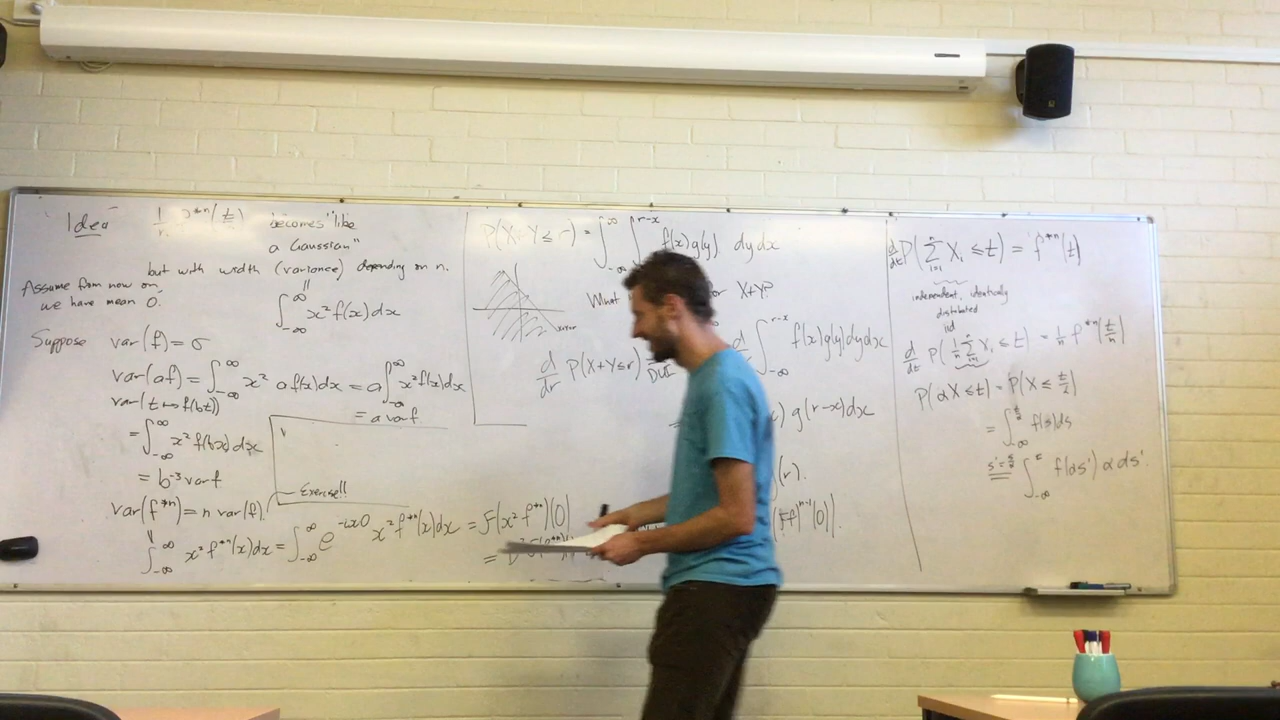 Idea becomes "like
a Gaussian"
but with width (variance) depending on n.
Assume from now on,
we have mean 0.
∫_{-∞}^{∞} x² f(x) dx
Suppose var(f) = σ
var(af) = ∫_{-∞}^{∞} x² a f(x) dx = a ∫_{-∞}^{∞} x² f(x) dx
= a var f.
var(t ↦ f(bt))
= ∫_{-∞}^{∞} x² f(bx) dx
= b⁻³ var f
Exercise!!
var(f^{*n}) = n var(f).
∫_{-∞}^{∞} x² f^{*n}(x) dx = ∫_{-∞}^{∞} e^{-ix0} x² f^{*n}(x) dx = F(x² f^{*n})(0)
P(X+Y ≤ r) = ∫_{-∞}^{∞} ∫_{-∞}^{r-x} f(x) g(y) dy dx
What or X+Y?
d/dr P(X+Y ≤ r) = DUI d ∫_{-∞}^{r-x} f(x) g(y) dy dx
) g(r-x) dx
(r).
d/dt P(∑_{i=1}^{n} X_i ≤ t) = f^{*n}(t)
independent, identically
distributed
iid
d/dt P(1/n ∑_{i=1}^{n} X_i ≤ t) = 1/n f^{*n}(t/n)
P(αX ≤ t) = P(X ≤ t/α)
= ∫_{-∞}^{t/α} f(s) ds
= ∫_{-∞}^{t} f(αs') α ds'.